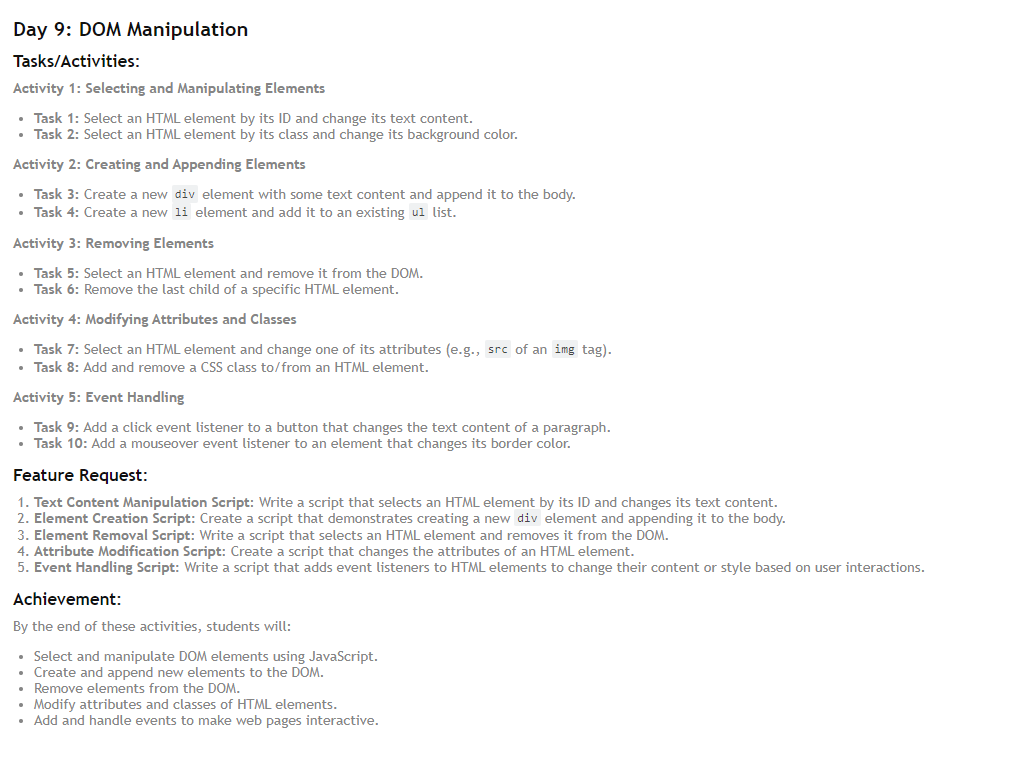 Day 9: DOM Manipulation
Tasks/Activities:
Activity 1: Selecting and Manipulating Elements
• Task 1: Select an HTML element by its ID and change its text content.
• Task 2: Select an HTML element by its class and change its background color.
Activity 2: Creating and Appending Elements
• Task 3: Create a new div element with some text content and append it to the body.
• Task 4: Create a new li element and add it to an existing ul list.
Activity 3: Removing Elements
• Task 5: Select an HTML element and remove it from the DOM.
• Task 6: Remove the last child of a specific HTML element.
Activity 4: Modifying Attributes and Classes
• Task 7: Select an HTML element and change one of its attributes (e.g., src of an img tag).
• Task 8: Add and remove a CSS class to/from an HTML element.
Activity 5: Event Handling
• Task 9: Add a click event listener to a button that changes the text content of a paragraph.
• Task 10: Add a mouseover event listener to an element that changes its border color.
Feature Request:
1. Text Content Manipulation Script: Write a script that selects an HTML element by its ID and changes its text content.
2. Element Creation Script: Create a script that demonstrates creating a new div element and appending it to the body.
3. Element Removal Script: Write a script that selects an HTML element and removes it from the DOM.
4. Attribute Modification Script: Create a script that changes the attributes of an HTML element.
5. Event Handling Script: Write a script that adds event listeners to HTML elements to change their content or style based on user interactions.
Achievement:
By the end of these activities, students will:
• Select and manipulate DOM elements using JavaScript.
• Create and append new elements to the DOM.
• Remove elements from the DOM.
• Modify attributes and classes of HTML elements.
• Add and handle events to make web pages interactive.